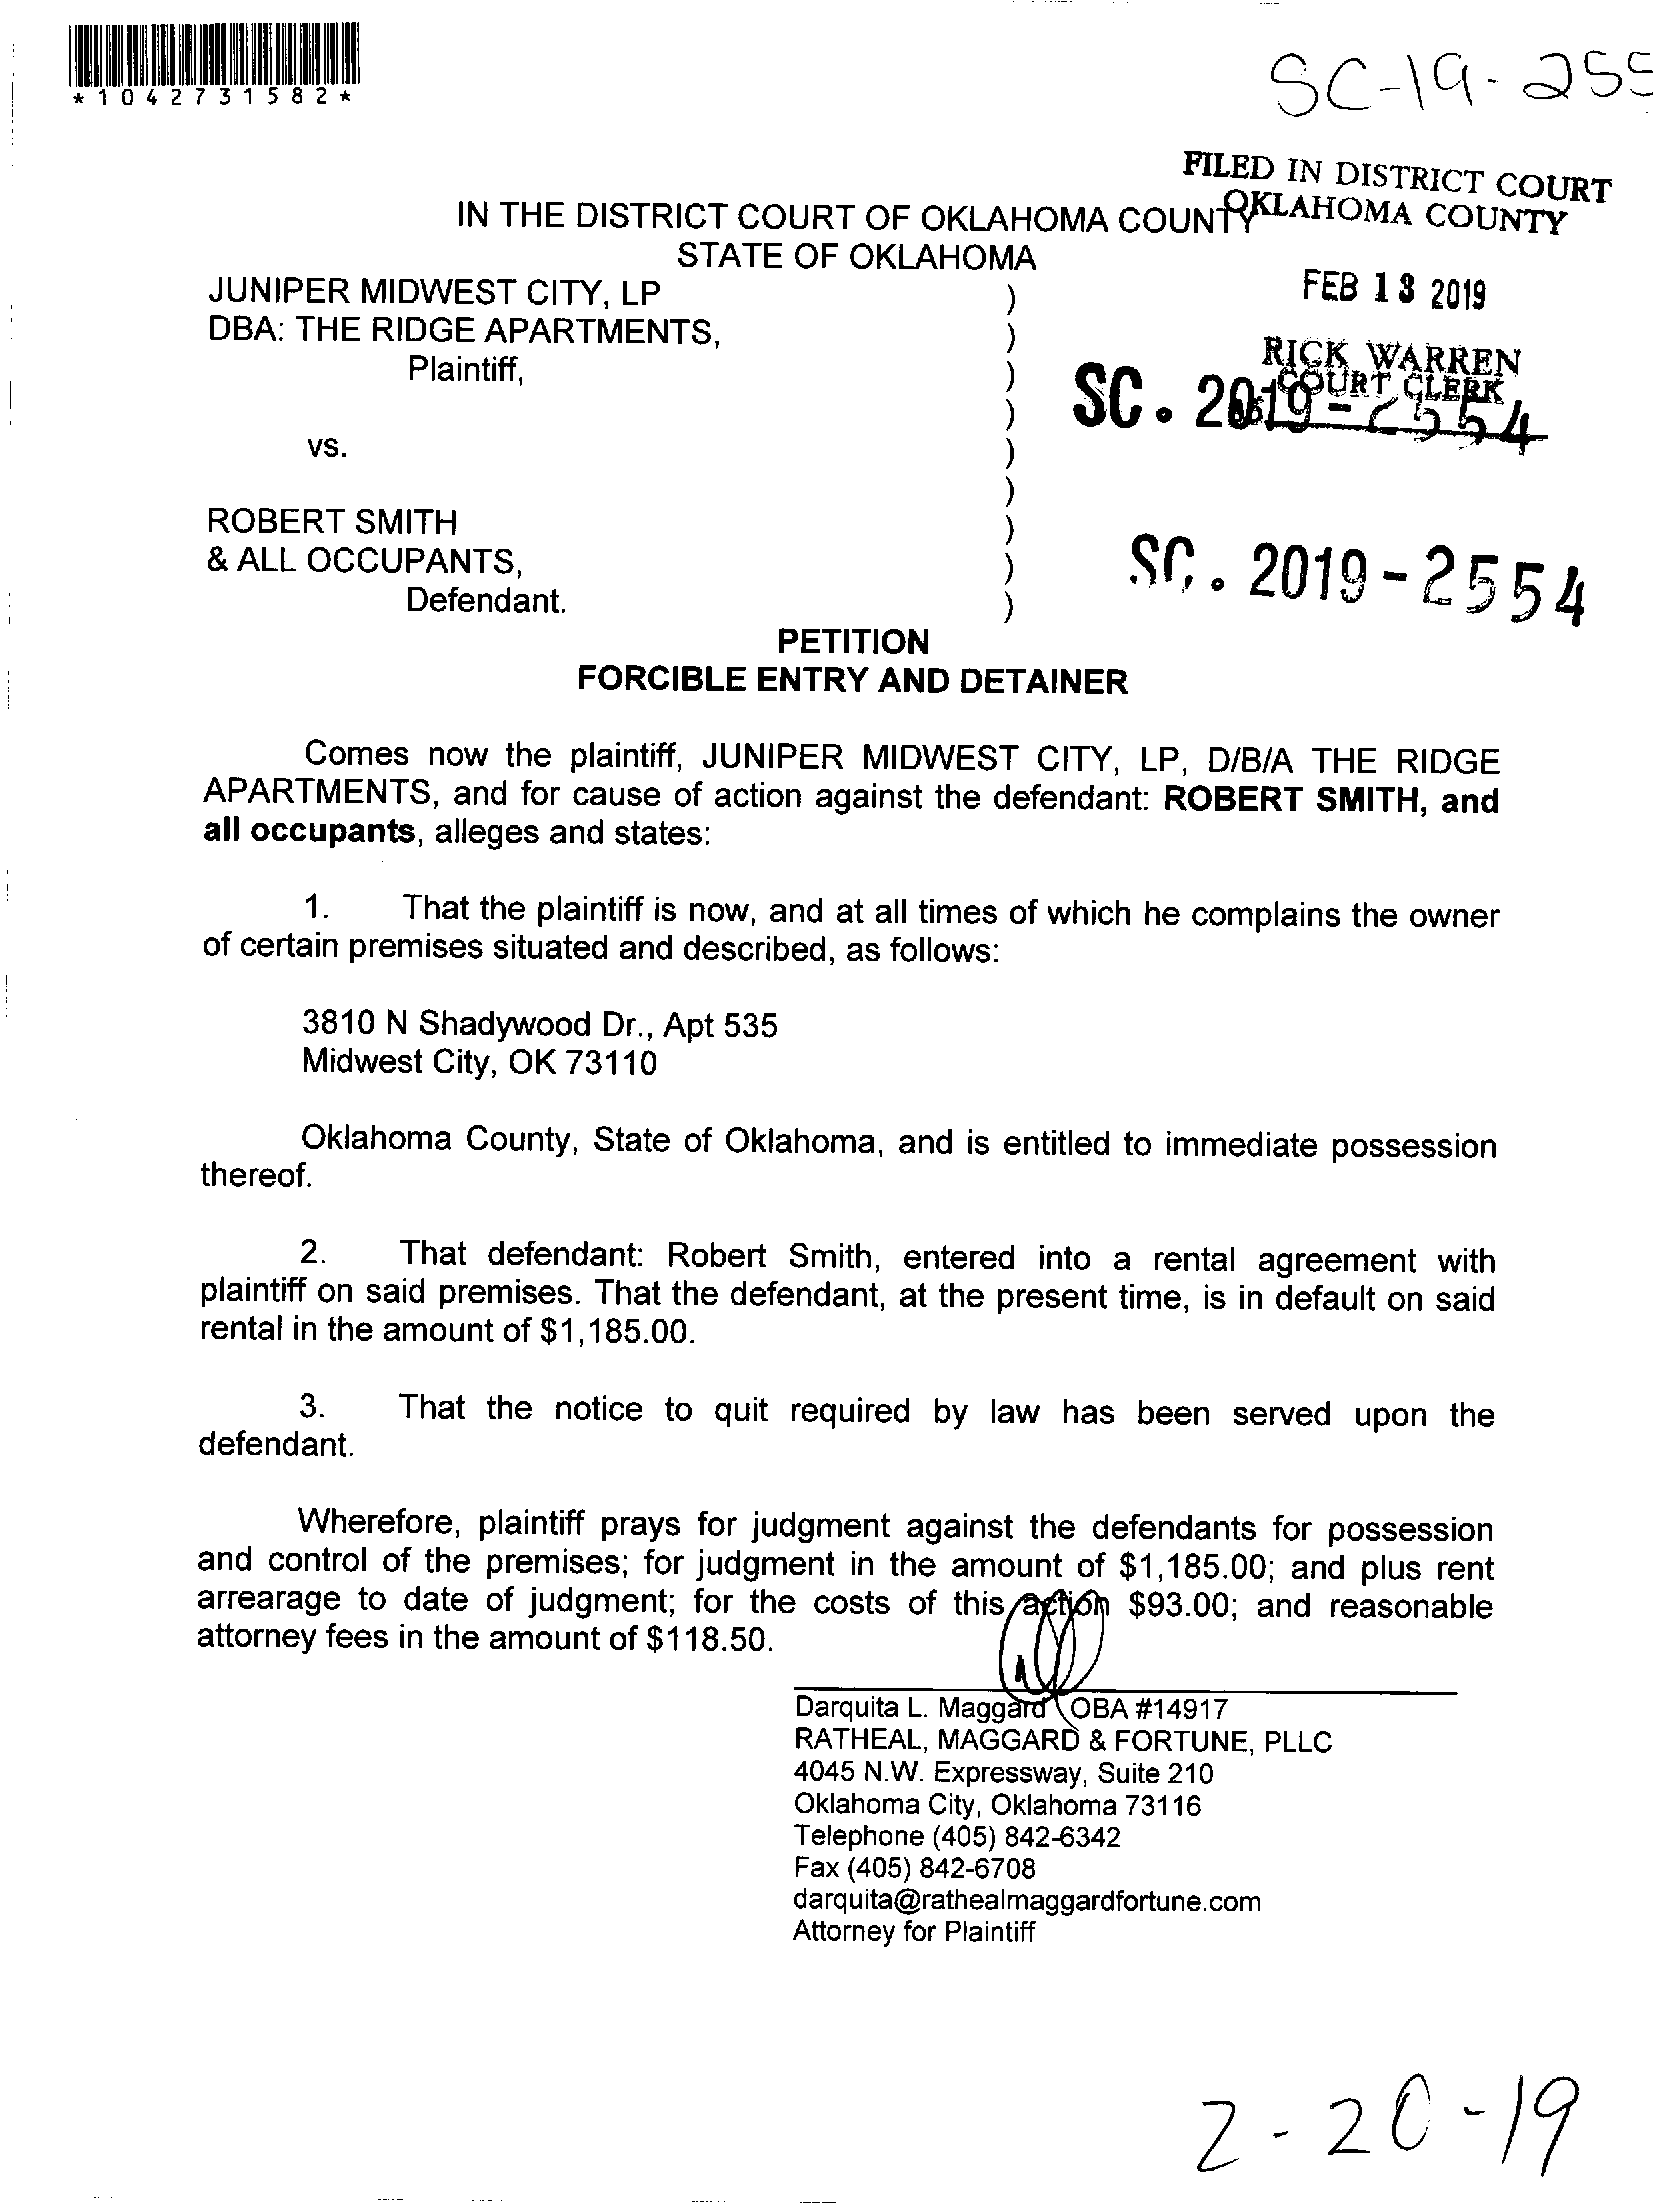 *1042731582*
SC-19-255
FILED IN DISTRICT COURT
OKLAHOMA COUNTY
IN THE DISTRICT COURT OF OKLAHOMA COUNTY
STATE OF OKLAHOMA
FEB 13 2019
JUNIPER MIDWEST CITY, LP )
DBA: THE RIDGE APARTMENTS, )
RICK WARREN
COURT CLERK
Plaintiff, )
SC. 2019-2554
)
vs. )
)
ROBERT SMITH )
& ALL OCCUPANTS, )
SC. 2019-2554
Defendant. )
PETITION
FORCIBLE ENTRY AND DETAINER
Comes now the plaintiff, JUNIPER MIDWEST CITY, LP, D/B/A THE RIDGE
APARTMENTS, and for cause of action against the defendant: ROBERT SMITH, and
all occupants, alleges and states:
1. That the plaintiff is now, and at all times of which he complains the owner
of certain premises situated and described, as follows:
3810 N Shadywood Dr., Apt 535
Midwest City, OK 73110
Oklahoma County, State of Oklahoma, and is entitled to immediate possession
thereof.
2. That defendant: Robert Smith, entered into a rental agreement with
plaintiff on said premises. That the defendant, at the present time, is in default on said
rental in the amount of $1,185.00.
3. That the notice to quit required by law has been served upon the
defendant.
Wherefore, plaintiff prays for judgment against the defendants for possession
and control of the premises; for judgment in the amount of $1,185.00; and plus rent
arrearage to date of judgment; for the costs of this action $93.00; and reasonable
attorney fees in the amount of $118.50.
Darquita L. Maggard OBA #14917
RATHEAL, MAGGARD & FORTUNE, PLLC
4045 N.W. Expressway, Suite 210
Oklahoma City, Oklahoma 73116
Telephone (405) 842-6342
Fax (405) 842-6708
darquita@rathealmaggardfortune.com
Attorney for Plaintiff
2-20-19